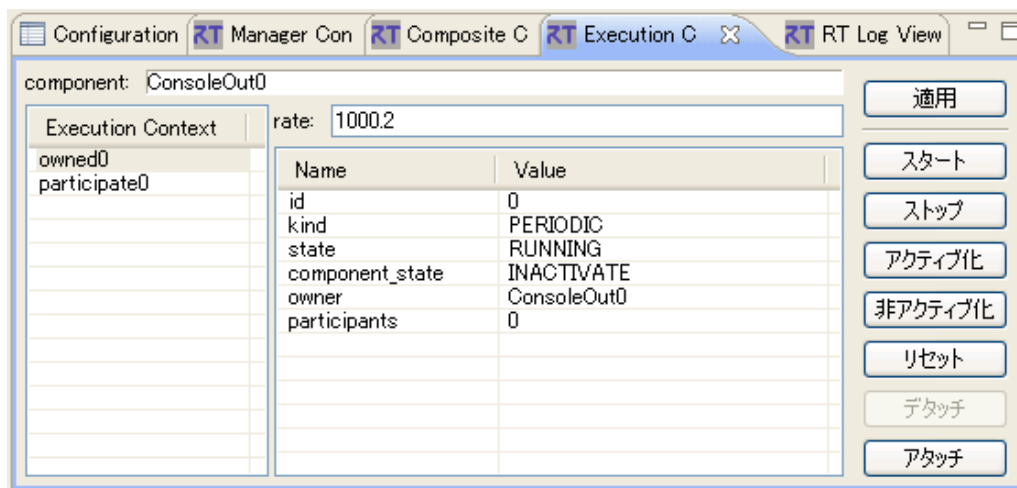 Configuration RT Manager Con RT Composite C RT Execution C RT RT Log View
component: ConsoleOut0
適用
Execution Context
rate: 1000.2
owned0
participate0
Name Value
id 0
kind PERIODIC
state RUNNING
component_state INACTIVATE
owner ConsoleOut0
participants 0
スタート
ストップ
アクティブ化
非アクティブ化
リセット
デタッチ
アタッチ